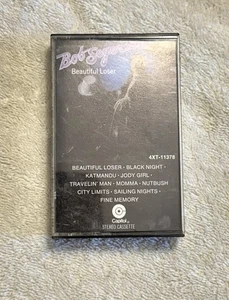 Bob Seger
Beautiful Loser
4XT-11378
BEAUTIFUL LOSER • BLACK NIGHT •
KATMANDU • JODY GIRL •
TRAVELIN' MAN • MOMMA • NUTBUSH
CITY LIMITS • SAILING NIGHTS •
FINE MEMORY
Capitol
STEREO CASSETTE